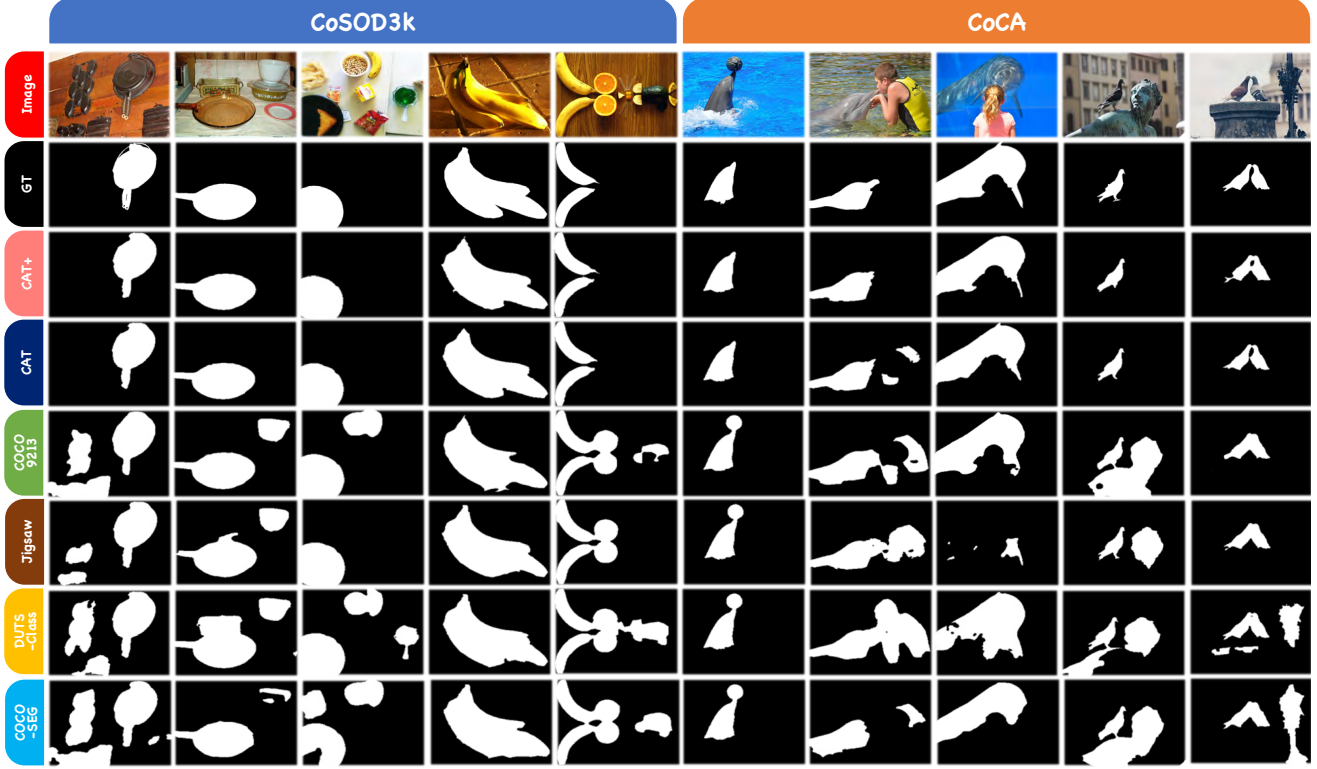 CoSOD3k
CoCA
Image
GT
CAT+
CAT
COCO
9213
Jigsaw
DUTS
-Class
COCO
-SEG